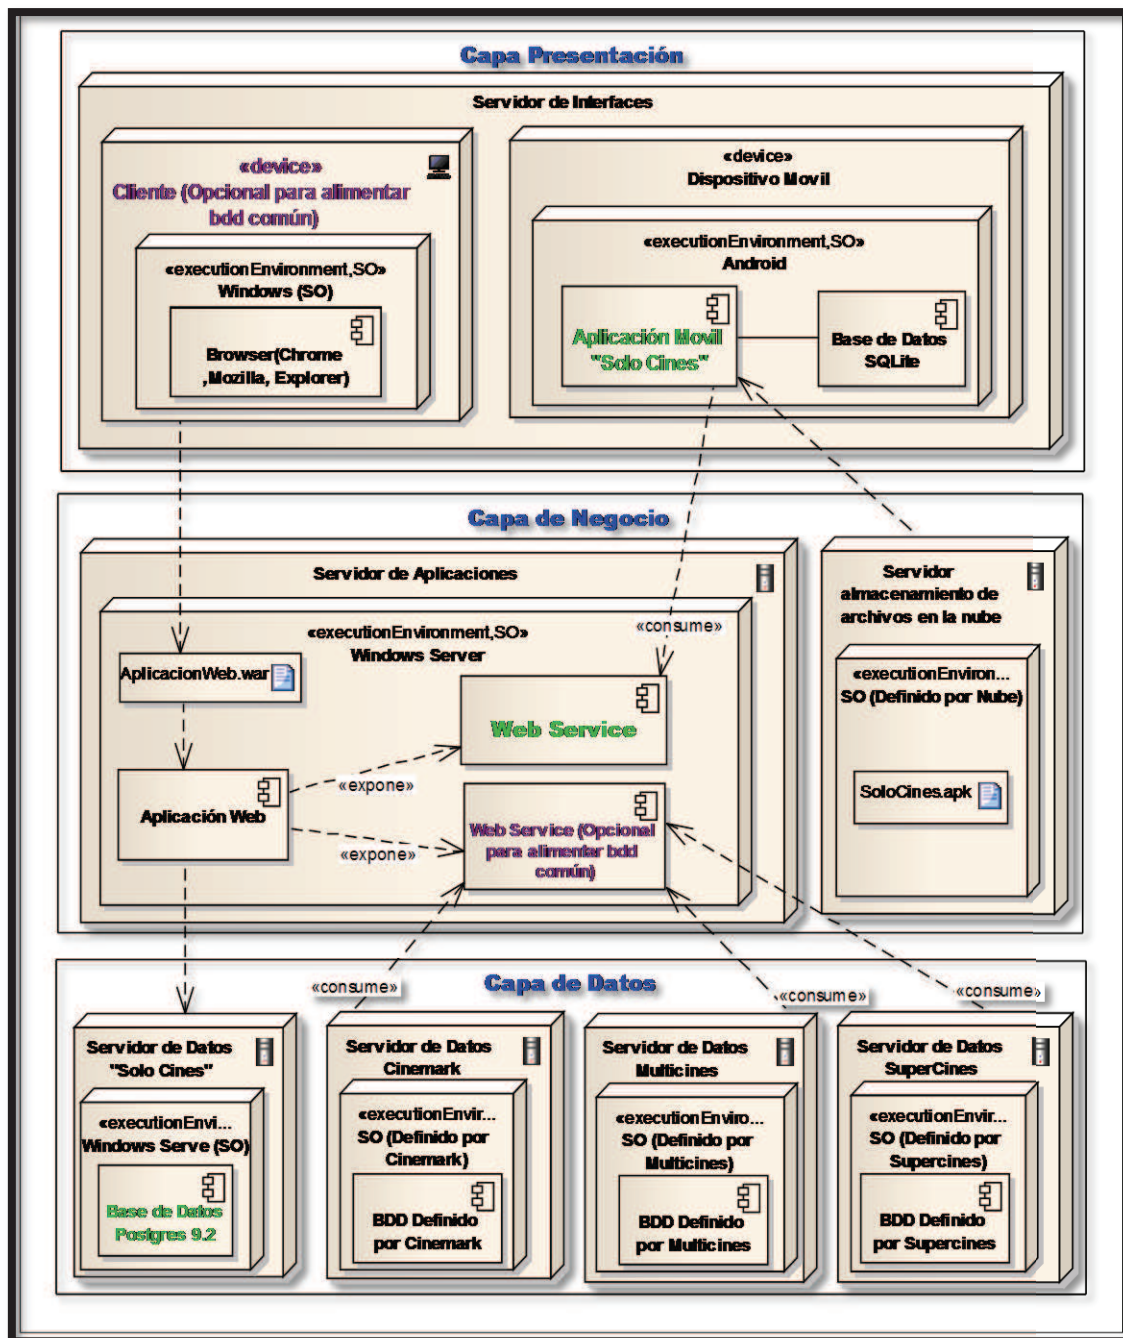 Capa Presentación
Servidor de Interfaces
«device»
Cliente (Opcional para alimentar
bdd común)
«executionEnvironment,SO»
Windows (SO)
Browser(Chrome
,Mozilla, Explorer)
«device»
Dispositivo Movil
«executionEnvironment,SO»
Android
Aplicación Movil
"Solo Cines"
Base de Datos
SQLite
Capa de Negocio
Servidor de Aplicaciones
«executionEnvironment,SO»
Windows Server
«consume»
AplicacionWeb.war
Web Service
«expone»
Aplicación Web
«expone»
Web Service (Opcional
para alimentar bdd
común)
Servidor
almacenamiento de
archivos en la nube
«executionEnviron...
SO (Definido por Nube)
SoloCines.apk
Capa de Datos
«consume»
«consume»
«consume»
Servidor de Datos
"Solo Cines"
«executionEnvi...
Windows Serve (SO)
Base de Datos
Postgres 9.2
Servidor de Datos
Cinemark
«executionEnvir...
SO (Definido por
Cinemark)
BDD Definido
por Cinemark
Servidor de Datos
Multicines
«executionEnviro...
SO (Definido por
Multicines)
BDD Definido
por Multicines
Servidor de Datos
SuperCines
«executionEnvir...
SO (Definido por
Supercines)
BDD Definido
por Supercines